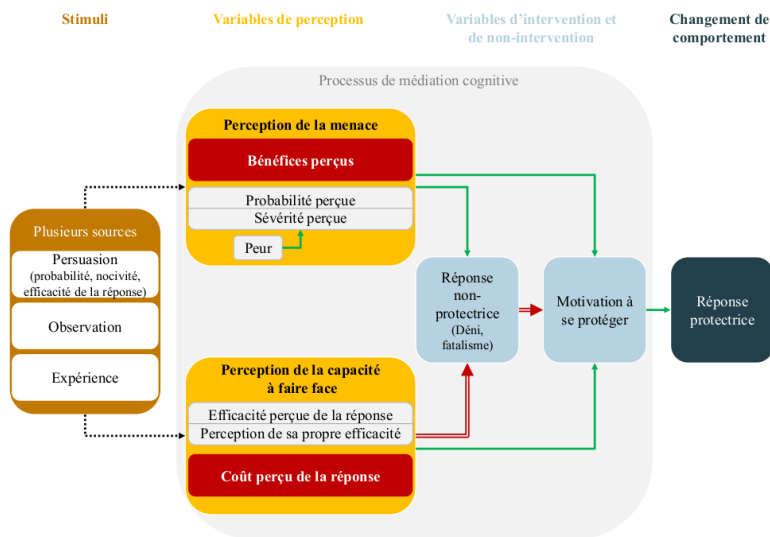 Stimuli
Variables de perception
Variables d'intervention et
de non-intervention
Changement de
comportement
Processus de médiation cognitive
Perception de la menace
Bénéfices perçus
Probabilité perçue
Sévérité perçue
Peur
Plusieurs sources
Persuasion
(probabilité, nocivité,
efficacité de la réponse)
Observation
Expérience
Réponse
non-
protectrice
(Déni,
fatalisme)
Motivation à
se protéger
Réponse
protectrice
Perception de la capacité
à faire face
Efficacité perçue de la réponse
Perception de sa propre efficacité
Coût perçu de la réponse